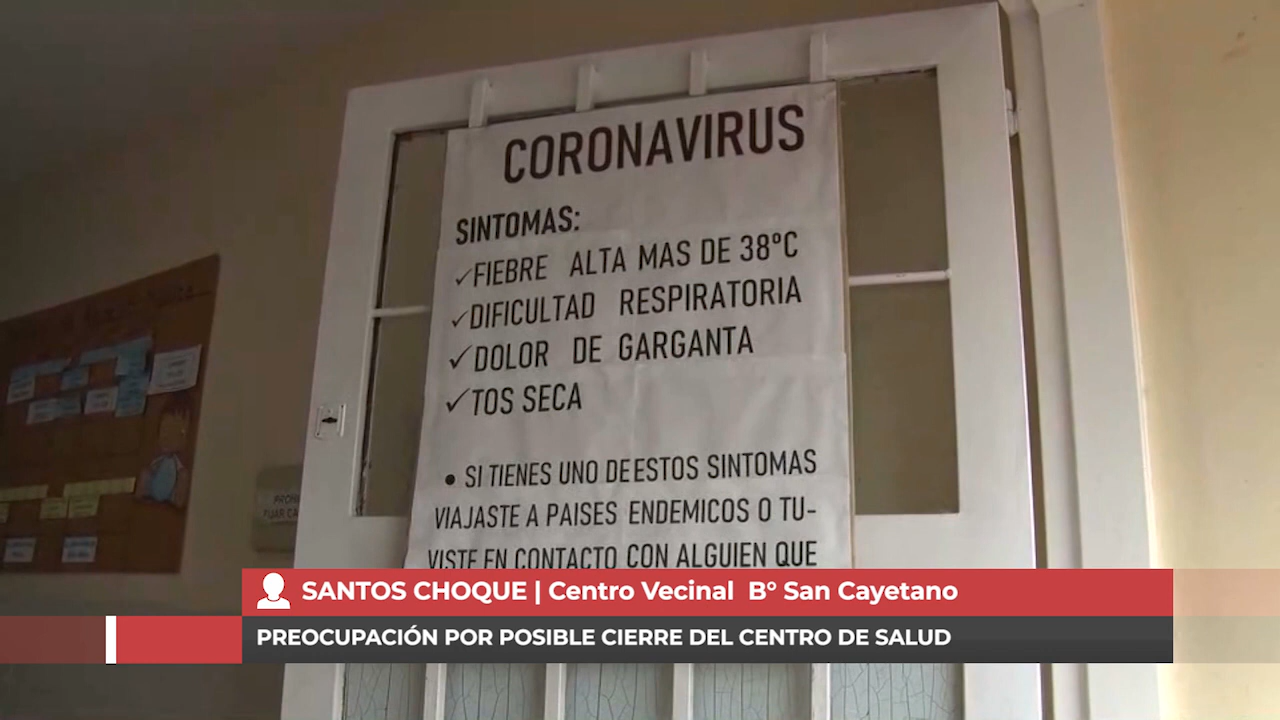 CORONAVIRUS
SINTOMAS:
✓FIEBRE ALTA MAS DE 38°C
✓DIFICULTAD RESPIRATORIA
✓DOLOR DE GARGANTA
✓TOS SECA
• SI TIENES UNO DE ESTOS SINTOMAS
VIAJASTE A PAISES ENDEMICOS O TU-
VISTE EN CONTACTO CON ALGUIEN QUE
SANTOS CHOQUE | Centro Vecinal B° San Cayetano
PREOCUPACIÓN POR POSIBLE CIERRE DEL CENTRO DE SALUD